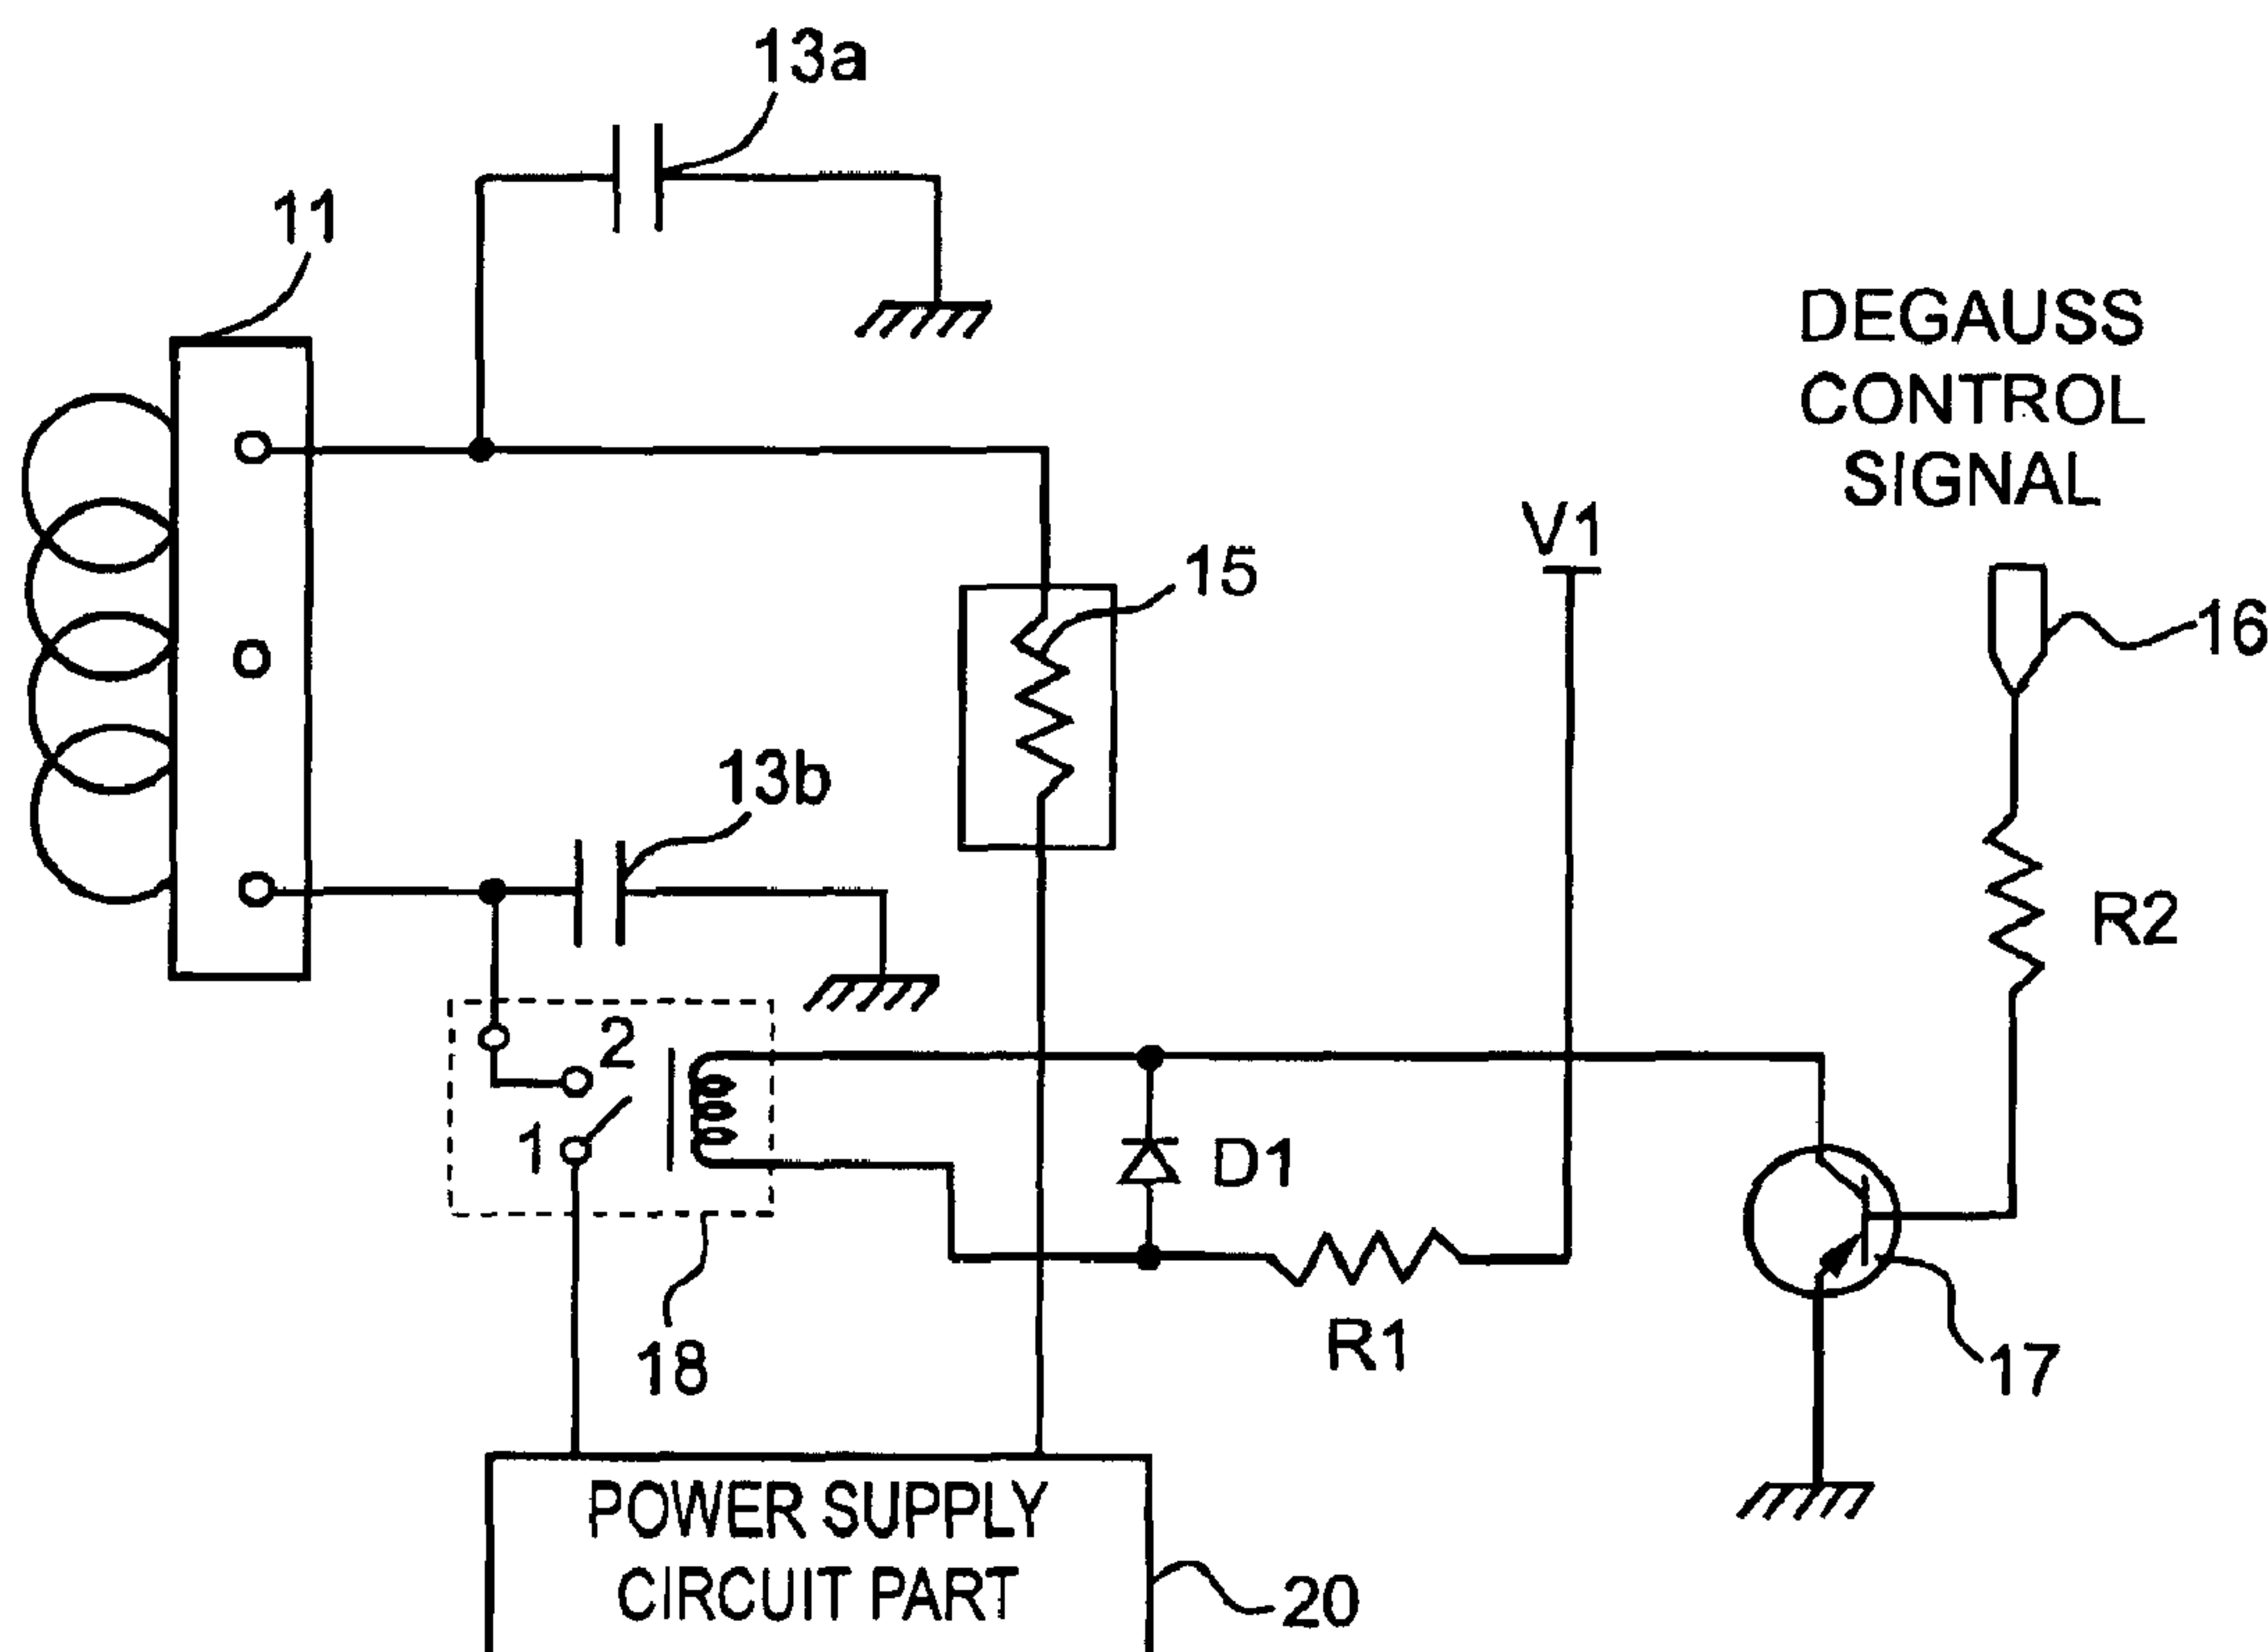 13a
11
DEGAUSS
CONTROL
SIGNAL
V1
15
16
13b
R2
2
1
D1
18
R1
17
POWER SUPPLY
CIRCUIT PART
20